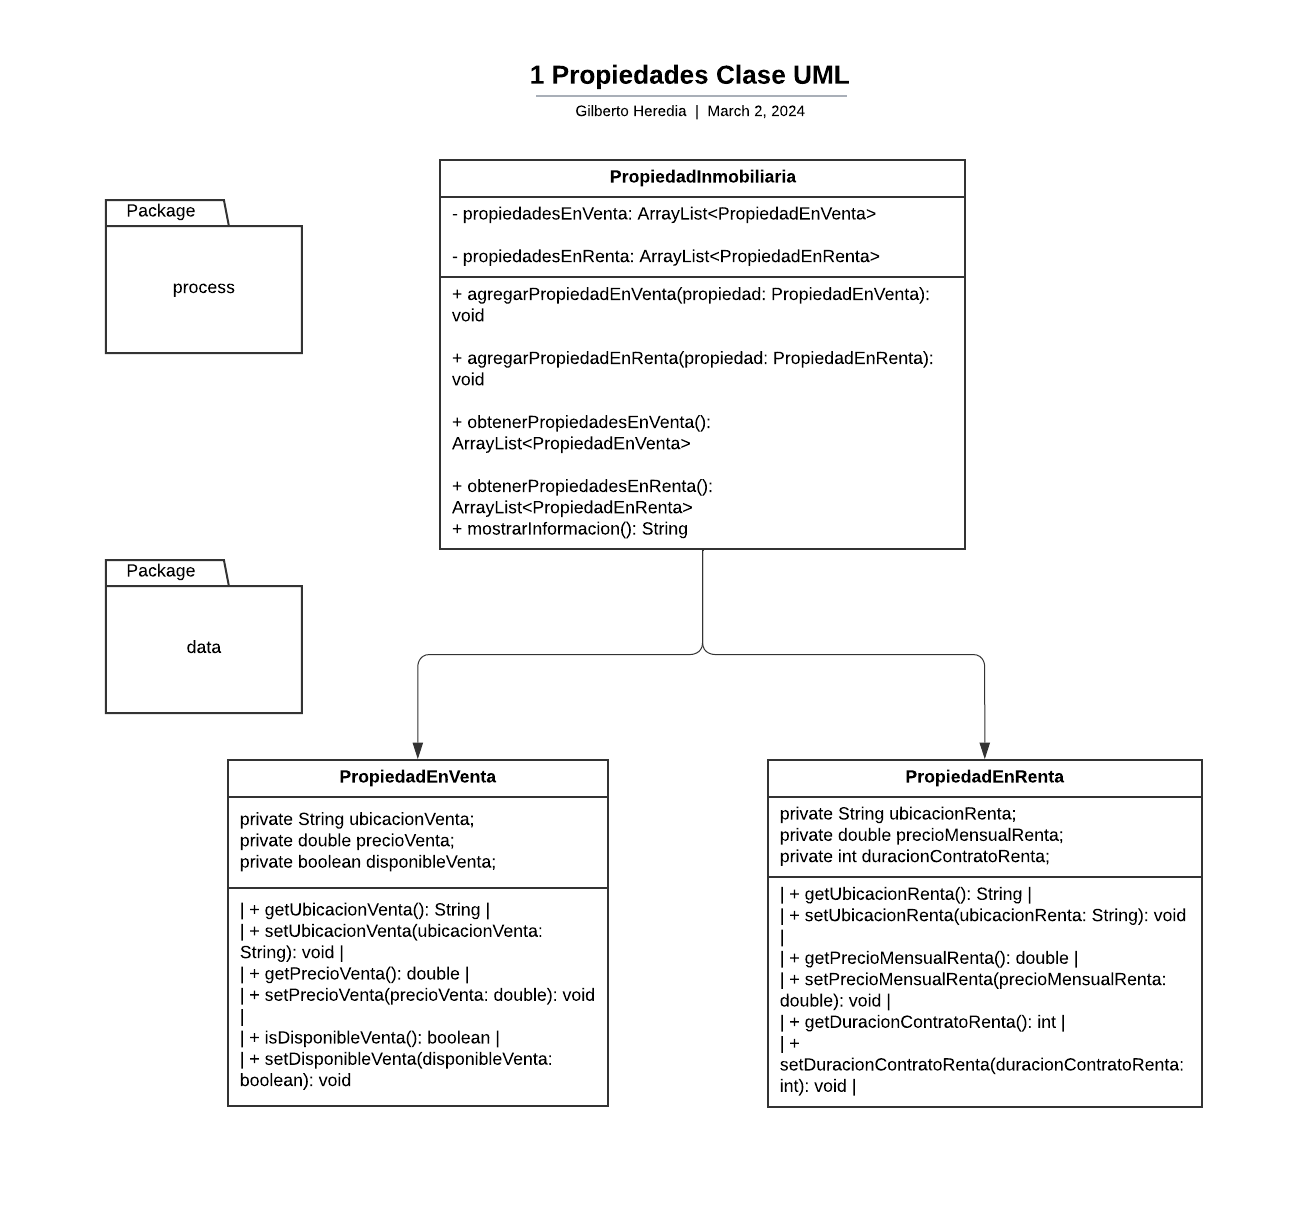 1 Propiedades Clase UML
Gilberto Heredia | March 2, 2024
Package
process
PropiedadInmobiliaria
- propiedadesEnVenta: ArrayList<PropiedadEnVenta>
- propiedadesEnRenta: ArrayList<PropiedadEnRenta>
+ agregarPropiedadEnVenta(propiedad: PropiedadEnVenta):
void
+ agregarPropiedadEnRenta(propiedad: PropiedadEnRenta):
void
+ obtenerPropiedadesEnVenta():
ArrayList<PropiedadEnVenta>
+ obtenerPropiedadesEnRenta():
ArrayList<PropiedadEnRenta>
+ mostrarInformacion(): String
Package
data
PropiedadEnVenta
private String ubicacionVenta;
private double precioVenta;
private boolean disponibleVenta;
| + getUbicacionVenta(): String |
| + setUbicacionVenta(ubicacionVenta:
String): void |
| + getPrecioVenta(): double |
| + setPrecioVenta(precioVenta: double): void
|
| + isDisponibleVenta(): boolean |
| + setDisponibleVenta(disponibleVenta:
boolean): void
PropiedadEnRenta
private String ubicacionRenta;
private double precioMensualRenta;
private int duracionContratoRenta;
| + getUbicacionRenta(): String |
| + setUbicacionRenta(ubicacionRenta: String): void
|
| + getPrecioMensualRenta(): double |
| + setPrecioMensualRenta(precioMensualRenta:
double): void |
| + getDuracionContratoRenta(): int |
| +
setDuracionContratoRenta(duracionContratoRenta:
int): void |